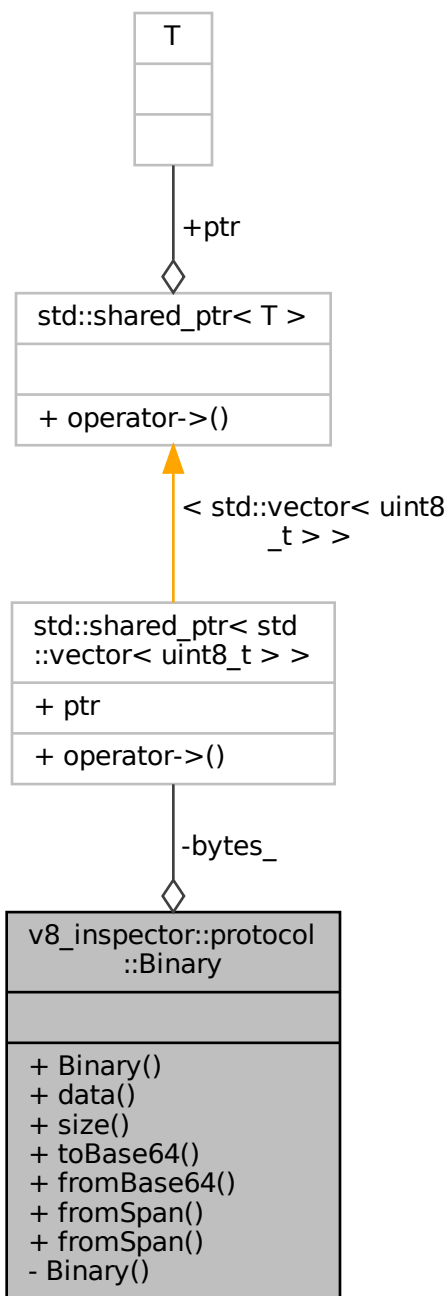 T
+ptr
std::shared_ptr< T >
+ operator->()
< std::vector< uint8
_t > >
std::shared_ptr< std
::vector< uint8_t > >
+ ptr
+ operator->()
-bytes_
v8_inspector::protocol
::Binary
+ Binary()
+ data()
+ size()
+ toBase64()
+ fromBase64()
+ fromSpan()
+ fromSpan()
- Binary()